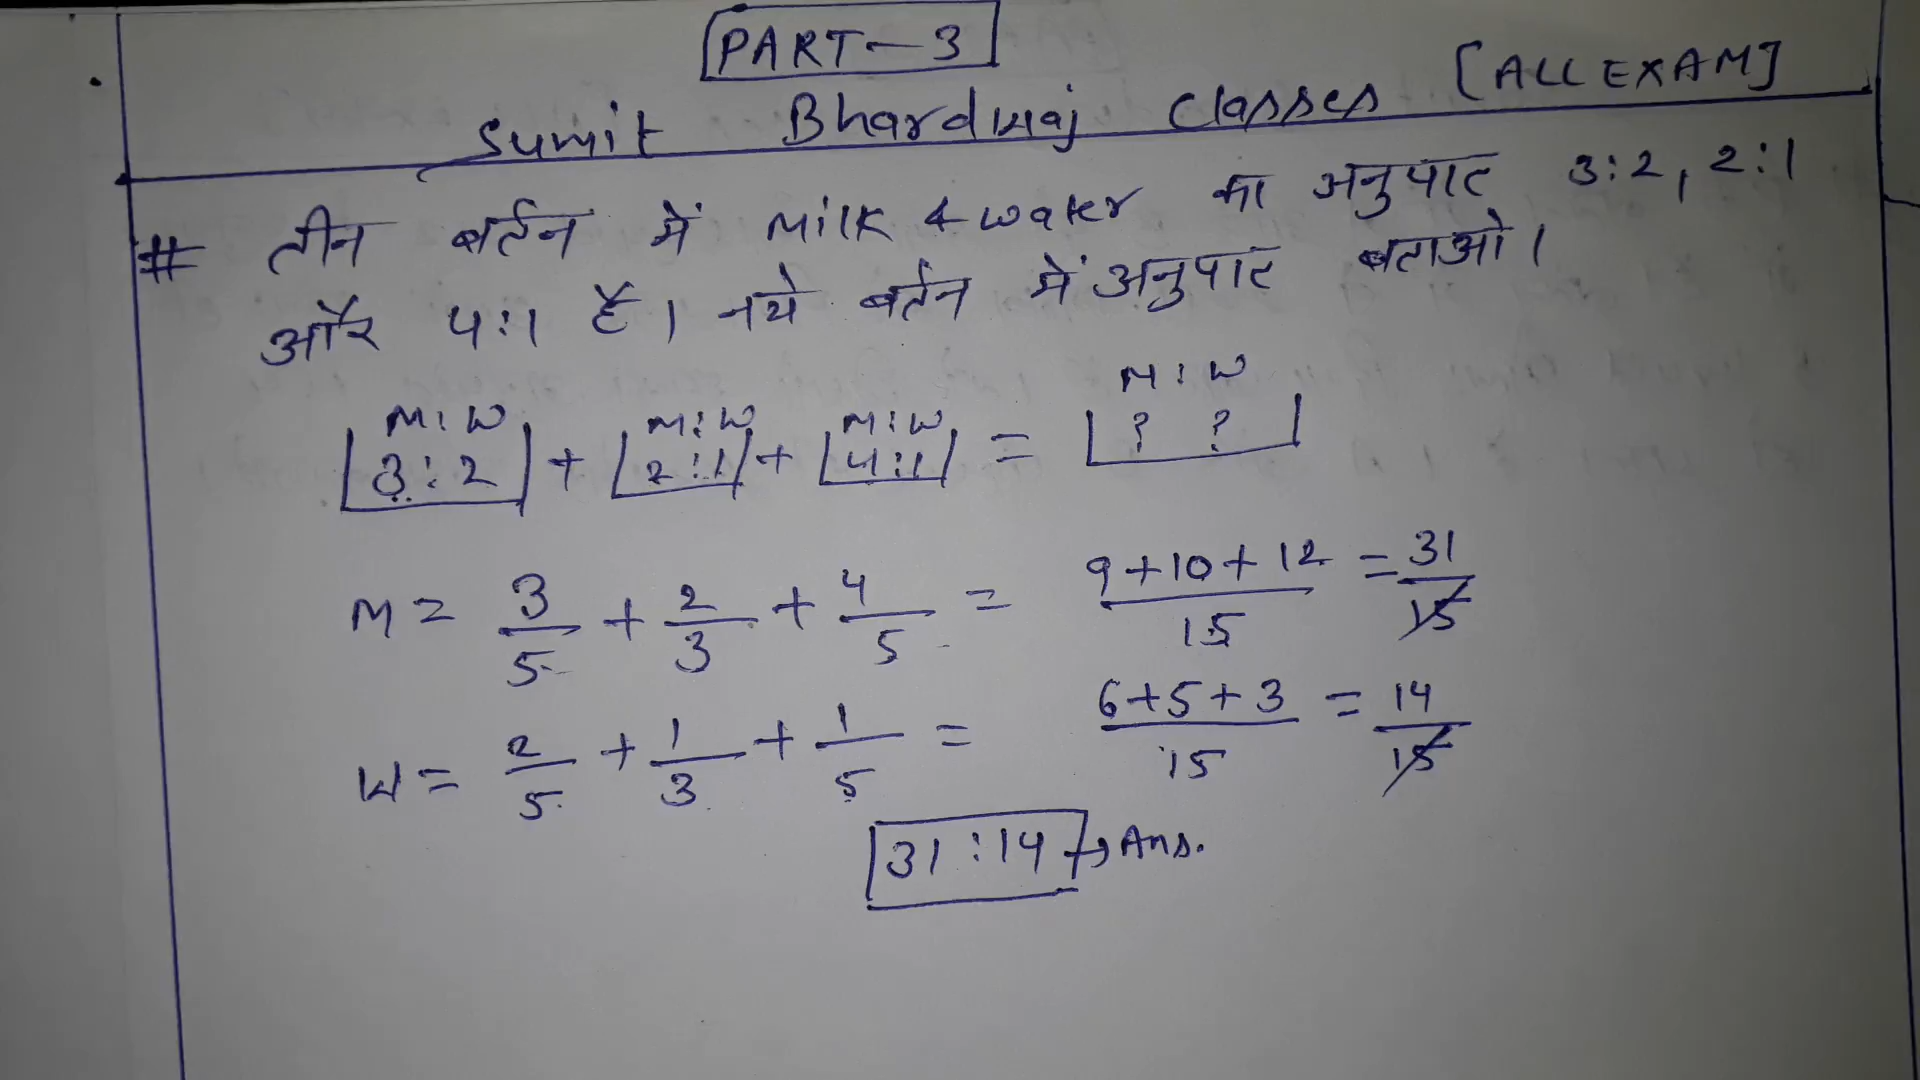 PART-3
Sumit Bhardwaj Classes [ALL EXAM]
# तीन बर्तन में Milk & water का अनुपात 3:2, 2:1
और 4:1 है। नये बर्तन में अनुपात बताओ।
M:W M:W M:W M:W
3:2 + 2:1 + 4:1 = ? ?
M = 3/5 + 2/3 + 4/5 = 9+10+12/15 = 31/15
W = 2/5 + 1/3 + 1/5 = 6+5+3/15 = 14/15
31:14 → Ans.